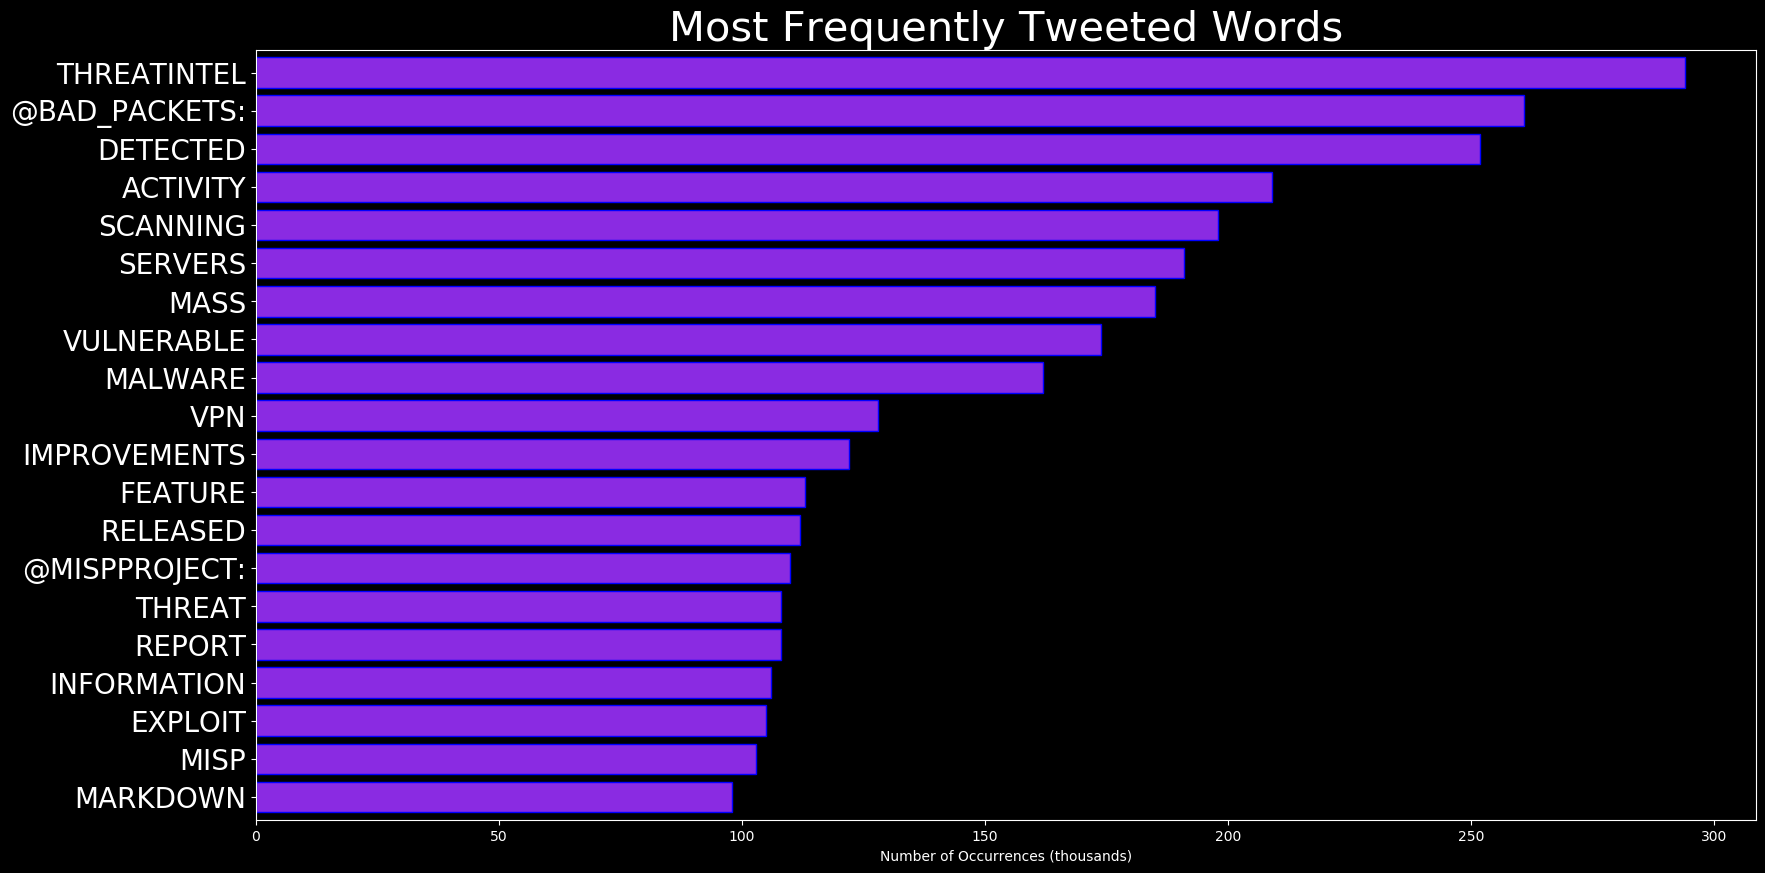 Most Frequently Tweeted Words
THREATINTEL
@BAD_PACKETS:
DETECTED
ACTIVITY
SCANNING
SERVERS
MASS
VULNERABLE
MALWARE
VPN
IMPROVEMENTS
FEATURE
RELEASED
@MISPPROJECT:
THREAT
REPORT
INFORMATION
EXPLOIT
MISP
MARKDOWN
0 50 100 150 200 250 300
Number of Occurrences (thousands)